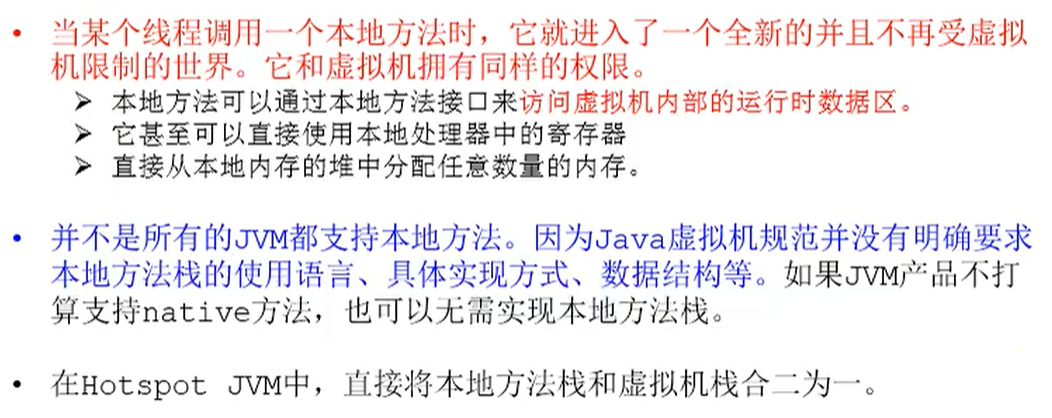 • 当某个线程调用一个本地方法时，它就进入了一个全新的并且不再受虚拟
机限制的世界。它和虚拟机拥有同样的权限。
➢ 本地方法可以通过本地方法接口来访问虚拟机内部的运行时数据区。
➢ 它甚至可以直接使用本地处理器中的寄存器
➢ 直接从本地内存的堆中分配任意数量的内存。
• 并不是所有的JVM都支持本地方法。因为Java虚拟机规范并没有明确要求
本地方法栈的使用语言、具体实现方式、数据结构等。如果JVM产品不打
算支持native方法，也可以无需实现本地方法栈。
• 在Hotspot JVM中，直接将本地方法栈和虚拟机栈合二为一。